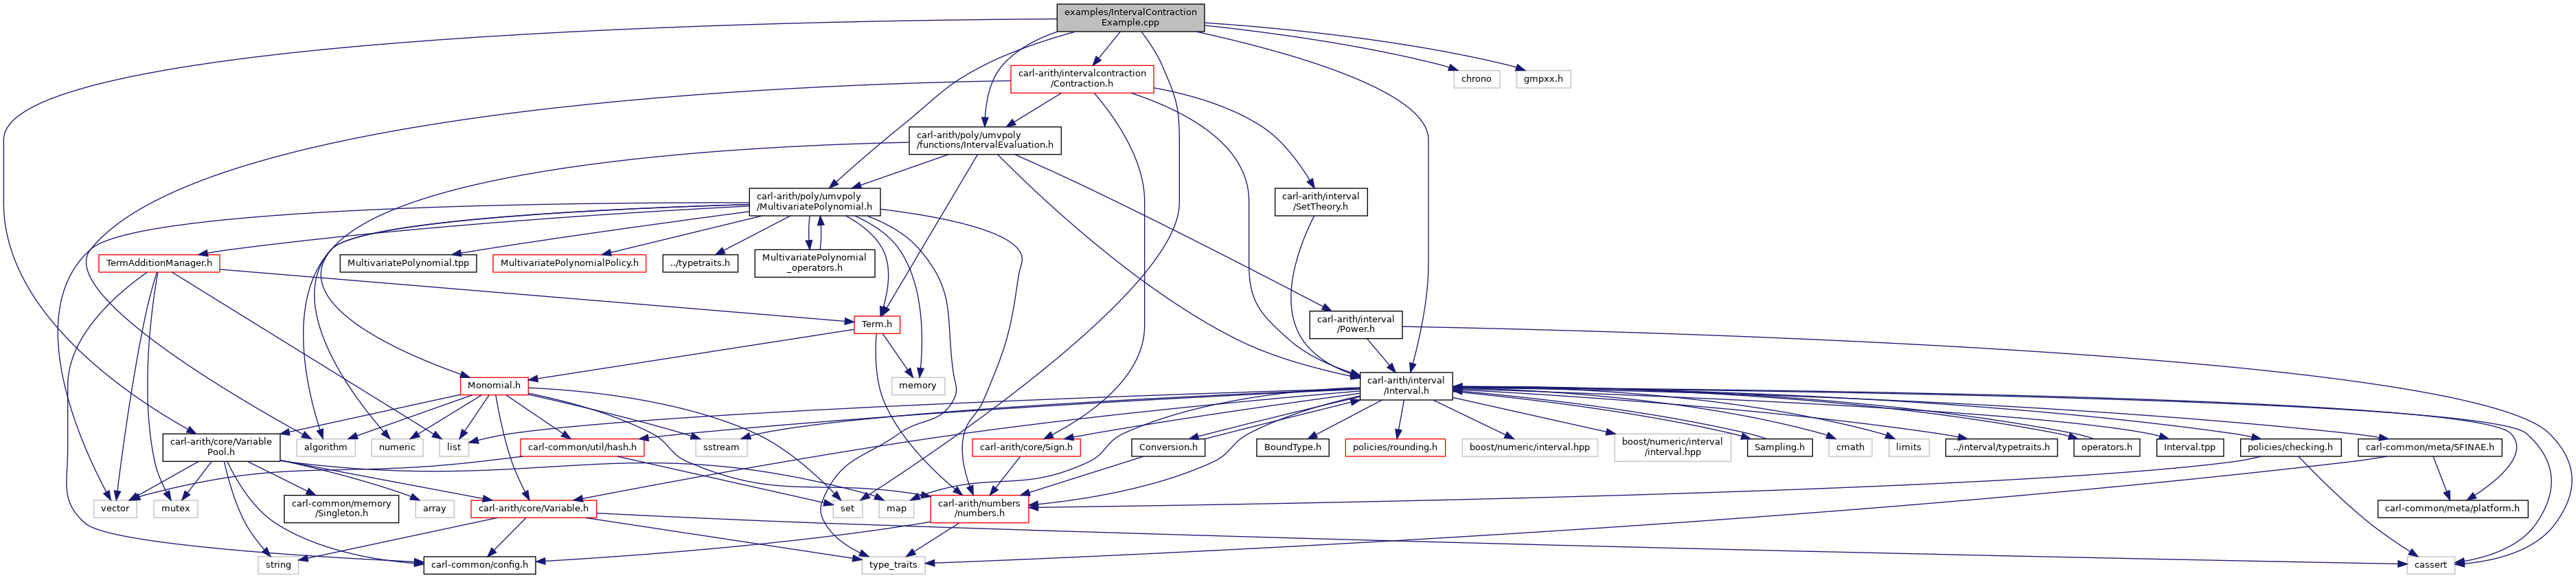 examples/IntervalContraction
Example.cpp
carl-arith/intervalcontraction
/Contraction.h
chrono
gmpxx.h
carl-arith/poly/umvpoly
/functions/IntervalEvaluation.h
carl-arith/poly/umvpoly
/MultivariatePolynomial.h
carl-arith/interval
/SetTheory.h
TermAdditionManager.h
MultivariatePolynomial.tpp
MultivariatePolynomialPolicy.h
../typetraits.h
MultivariatePolynomial
_operators.h
Term.h
carl-arith/interval
/Power.h
Monomial.h
memory
carl-arith/interval
/Interval.h
carl-arith/core/Variable
Pool.h
algorithm
numeric
list
carl-common/util/hash.h
sstream
carl-arith/core/Sign.h
Conversion.h
BoundType.h
policies/rounding.h
boost/numeric/interval.hpp
boost/numeric/interval
/interval.hpp
Sampling.h
cmath
limits
../interval/typetraits.h
operators.h
Interval.tpp
policies/checking.h
carl-common/meta/SFINAE.h
vector
mutex
carl-common/memory
/Singleton.h
array
carl-arith/core/Variable.h
set
map
carl-arith/numbers
/numbers.h
carl-common/meta/platform.h
string
carl-common/config.h
type_traits
cassert